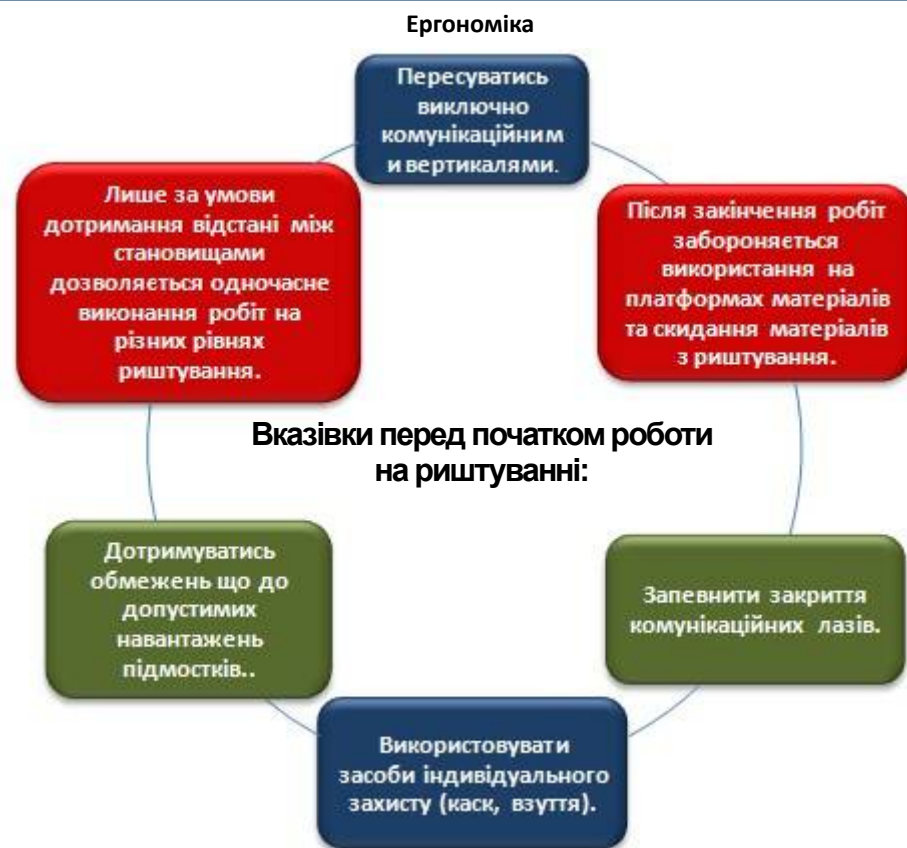 Ергономіка
Пересуватись
виключно
комунікаційним
и вертикалями.
Лише за умови
дотримання відстані між
становищами
дозволяється одночасне
виконання робіт на
різних рівнях
риштування.
Після закінчення робіт
забороняється
використання на
платформах матеріалів
та скидання матеріалів
з риштування.
Вказівки перед початком роботи
на риштуванні:
Дотримуватись
обмежень що до
допустимих
навантажень
підмостків..
Запевнити закриття
комунікаційних лазів.
Використовувати
засоби індивідуального
захисту (каск, взуття).